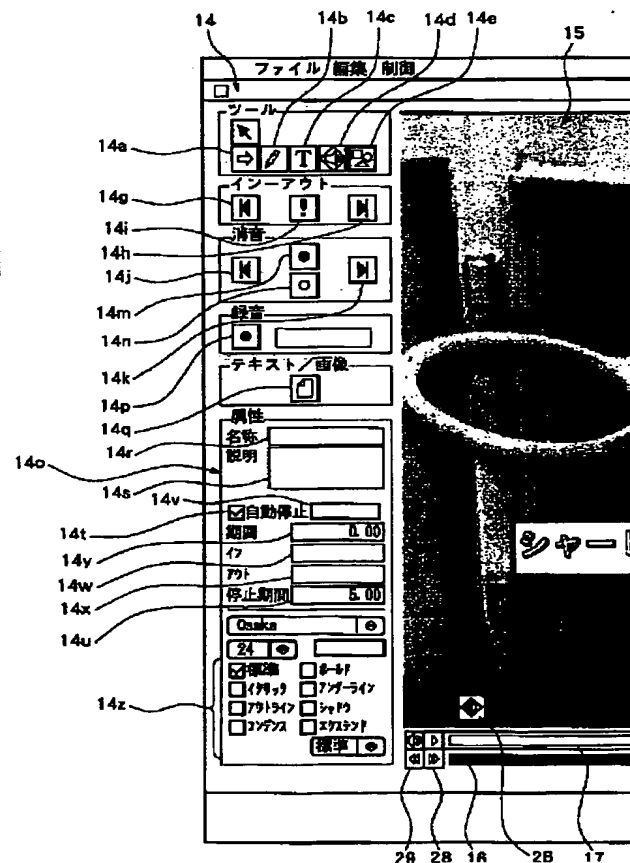 14
14b
14c
14d
14e
15
ファイル 編集 制御
ツール
14a
T
インーアウト
14g
14i
14h
消音
14j
14m
14n
録音
14k
14p
テキスト／画像
14q
属性
14r
名称
説明
14o
14s
14v
14t
自動停止
期間 0.00
14y
イン
14w
アウト
14x
停止期間 5.00
14u
シャー
Osaka
24
標準 ボールド
イタリック アンダーライン
14z
アウトライン シャドウ
コンデンス エクステンド
標準
29 28 16 2B 17